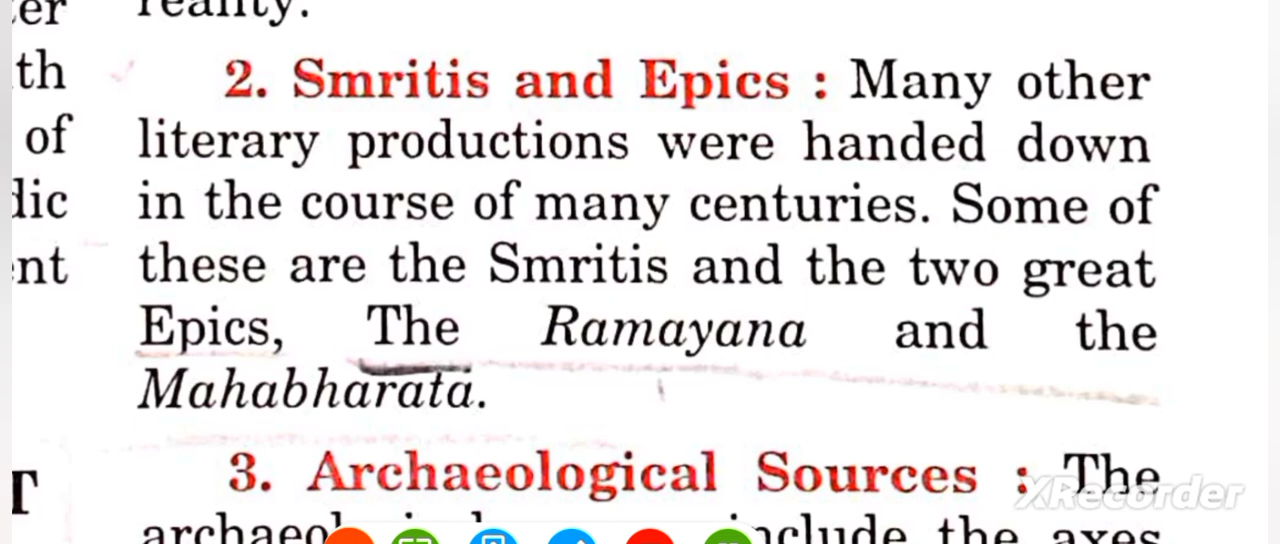 reality.
2. Smritis and Epics : Many other
literary productions were handed down
in the course of many centuries. Some of
these are the Smritis and the two great
Epics, The Ramayana and the
Mahabharata.
3. Archaeological Sources : The
include the axes
th
of
XRecorder